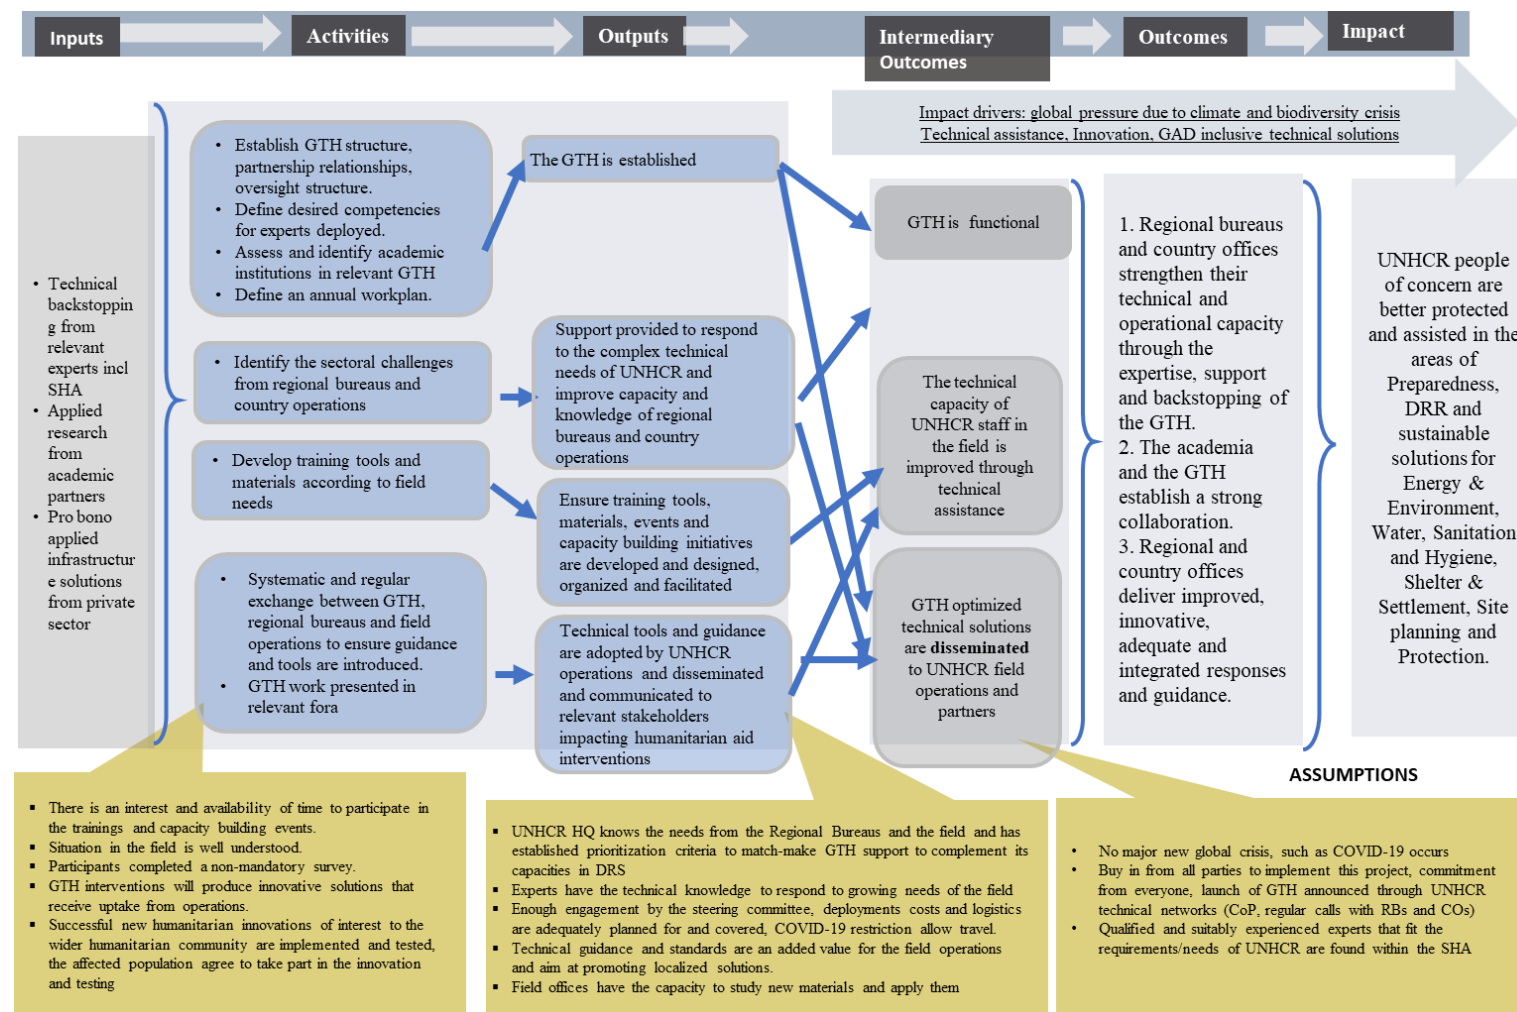 Inputs
Activities
Outputs
Intermediary
Outcomes
Outcomes
Impact
Impact drivers: global pressure due to climate and biodiversity crisis
Technical assistance, Innovation, GAD inclusive technical solutions
• Technical
backstoppin
g from
relevant
experts incl
SHA
• Applied
research
from
academic
partners
• Pro bono
applied
infrastructur
e solutions
from private
sector
• Establish GTH structure,
partnership relationships,
oversight structure.
• Define desired competencies
for experts deployed.
• Assess and identify academic
institutions in relevant GTH
• Define an annual workplan.
• Identify the sectoral challenges
from regional bureaus and
country operations
• Develop training tools and
materials according to field
needs
• Systematic and regular
exchange between GTH,
regional bureaus and field
operations to ensure guidance
and tools are introduced.
• GTH work presented in
relevant fora
The GTH is established
Support provided to respond
to the complex technical
needs of UNHCR and
improve capacity and
knowledge of regional
bureaus and country
operations
Ensure training tools,
materials, events and
capacity building initiatives
are developed and designed,
organized and facilitated
Technical tools and guidance
are adopted by UNHCR
operations and disseminated
and communicated to
relevant stakeholders
impacting humanitarian aid
interventions
GTH is functional
The technical
capacity of
UNHCR staff in
the field is
improved through
technical
assistance
GTH optimized
technical solutions
are disseminated
to UNHCR field
operations and
partners
1. Regional bureaus
and country offices
strengthen their
technical and
operational capacity
through the
expertise, support
and backstopping of
the GTH.
2. The academia
and the GTH
establish a strong
collaboration.
3. Regional and
country offices
deliver improved,
innovative,
adequate and
integrated responses
and guidance.
UNHCR people
of concern are
better protected
and assisted in the
areas of
Preparedness,
DRR and
sustainable
solutions for
Energy &
Environment,
Water, Sanitation
and Hygiene,
Shelter &
Settlement, Site
planning and
Protection.
ASSUMPTIONS
▪ There is an interest and availability of time to participate in
the trainings and capacity building events.
▪ Situation in the field is well understood.
▪ Participants completed a non-mandatory survey.
▪ GTH interventions will produce innovative solutions that
receive uptake from operations.
▪ Successful new humanitarian innovations of interest to the
wider humanitarian community are implemented and tested,
the affected population agree to take part in the innovation
and testing
▪ UNHCR HQ knows the needs from the Regional Bureaus and the field and has
established prioritization criteria to match-make GTH support to complement its
capacities in DRS
▪ Experts have the technical knowledge to respond to growing needs of the field
▪ Enough engagement by the steering committee, deployments costs and logistics
are adequately planned for and covered, COVID-19 restriction allow travel.
▪ Technical guidance and standards are an added value for the field operations
and aim at promoting localized solutions.
▪ Field offices have the capacity to study new materials and apply them
• No major new global crisis, such as COVID-19 occurs
• Buy in from all parties to implement this project, commitment
from everyone, launch of GTH announced through UNHCR
technical networks (CoP, regular calls with RBs and COs)
• Qualified and suitably experienced experts that fit the
requirements/needs of UNHCR are found within the SHA